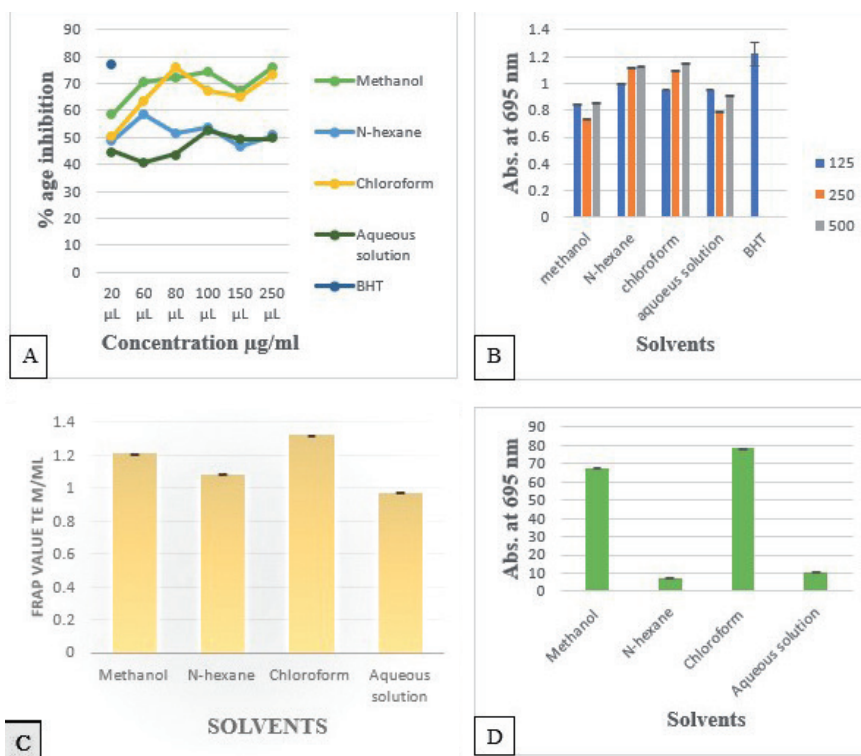 90
80
70
60
50
40
30
20
10
0
% age inhibition
20 µL
60 µL
80 µL
100 µL
150 µL
250 µL
Concentration µg/ml
Methanol
N-hexane
Chloroform
Aqueous
solution
BHT
A
1.4
1.2
1
0.8
0.6
0.4
0.2
0
Abs. at 695 nm
methanol
N-hexane
chloroform
aquoeus solution
BHT
Solvents
125
250
500
B
1.4
1.2
1
0.8
0.6
0.4
0.2
0
FRAP VALUE TE M/ML
Methanol
N-hexane
Chloroform
Aqueous
solution
SOLVENTS
C
90
80
70
60
50
40
30
20
10
0
Abs. at 695 nm
Methanol
N-hexane
Chloroform
Aqueous solution
Solvents
D